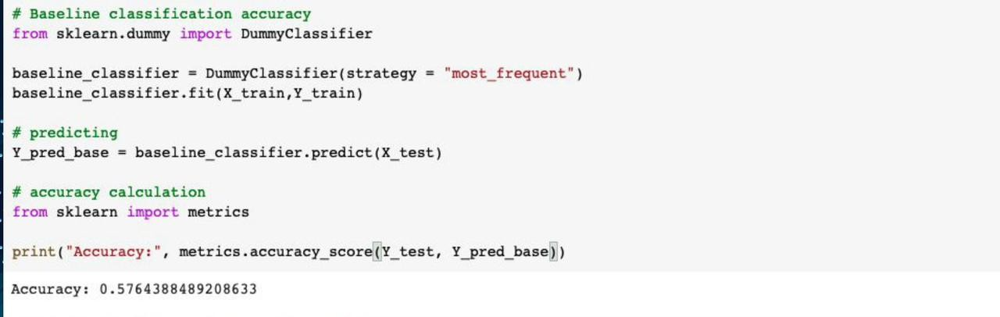 # Baseline classification accuracy
from sklearn.dummy import DummyClassifier
baseline_classifier = DummyClassifier(strategy = "most_frequent")
baseline_classifier.fit(X_train,Y_train)
# predicting
Y_pred_base = baseline_classifier.predict(X_test)
# accuracy calculation
from sklearn import metrics
print("Accuracy:", metrics.accuracy_score(Y_test, Y_pred_base))
Accuracy: 0.5764388489208633